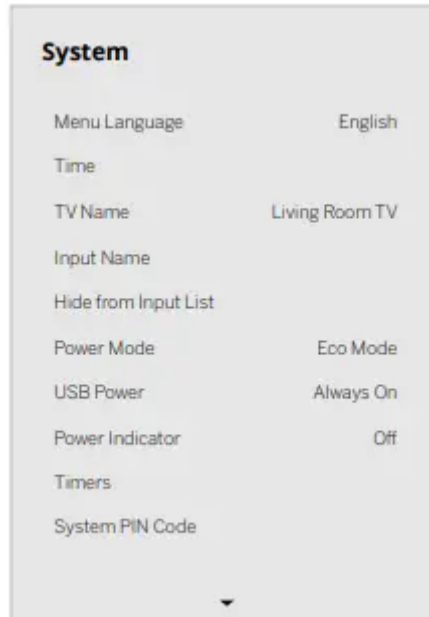 System
Menu Language English
Time
TV Name Living Room TV
Input Name
Hide from Input List
Power Mode Eco Mode
USB Power Always On
Power Indicator Off
Timers
System PIN Code